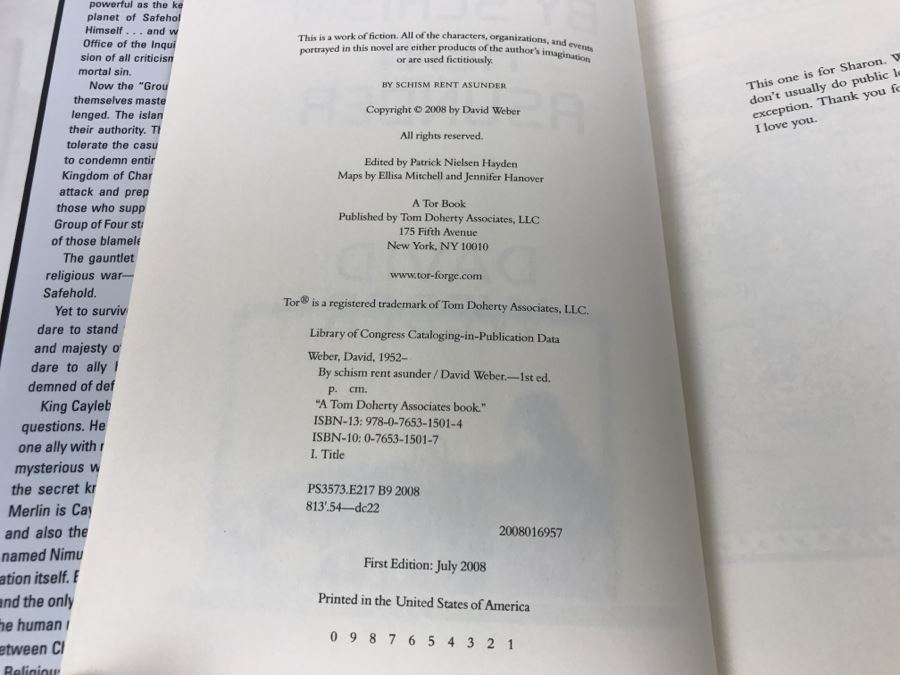 powerful as the ke
planet of Safehol
Himself . . . and w
Office of the Inqui
sion of all criticism
mortal sin.
Now the "Grou
themselves maste
lenged. The islan
their authority. Th
tolerate the casu
to condemn entir
Kingdom of Char
attack and prep
those who supp
Group of Four sta
of those blamele
The gauntlet
religious war—
Safehold.
Yet to surviv
dare to stand
and majesty o
dare to ally
demned of def
King Cayleb
questions. He
one ally with
mysterious w
the secret kn
Merlin is Cay
and also the
named Nimu
ation itself. E
and the only
he human
etween Ch
Religiou
This is a work of fiction. All of the characters, organizations, and events
portrayed in this novel are either products of the author's imagination
or are used fictitiously.
BY SCHISM RENT ASUNDER
Copyright © 2008 by David Weber
All rights reserved.
Edited by Patrick Nielsen Hayden
Maps by Ellisa Mitchell and Jennifer Hanover
A Tor Book
Published by Tom Doherty Associates, LLC
175 Fifth Avenue
New York, NY 10010
www.tor-forge.com
Tor® is a registered trademark of Tom Doherty Associates, LLC.
Library of Congress Cataloging-in-Publication Data
Weber, David, 1952–
By schism rent asunder / David Weber.—1st ed.
p. cm.
"A Tom Doherty Associates book."
ISBN-13: 978-0-7653-1501-4
ISBN-10: 0-7653-1501-7
I. Title
PS3573.E217 B9 2008
813'.54—dc22
2008016957
First Edition: July 2008
Printed in the United States of America
0 9 8 7 6 5 4 3 2 1
This one is for Sharon. W
don't usually do public l
exception. Thank you fo
I love you.